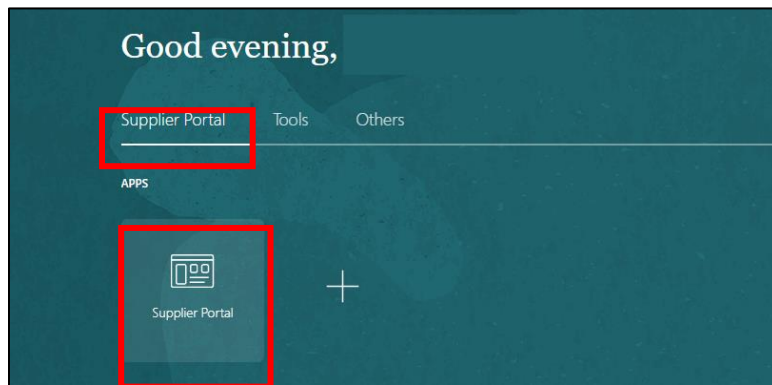 Good evening,
Supplier Portal Tools Others
APPS
Supplier Portal